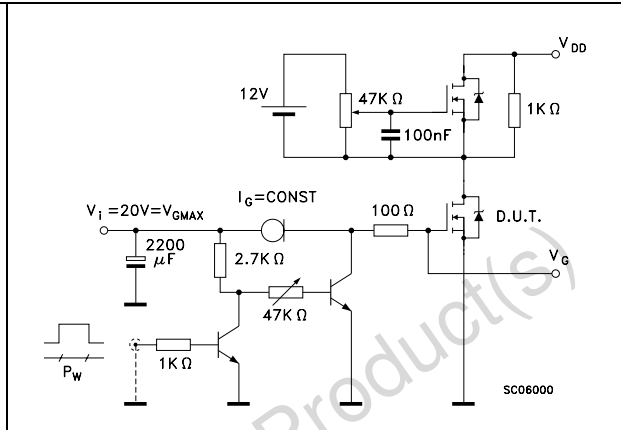 V DD
12V
47K Ω
1K Ω
100nF
I G =CONST
V i =20V=V GMAX
100 Ω
D.U.T.
2200
μF
2.7K Ω
V G
47K Ω
1K Ω
P W
SC06000
Product(s)